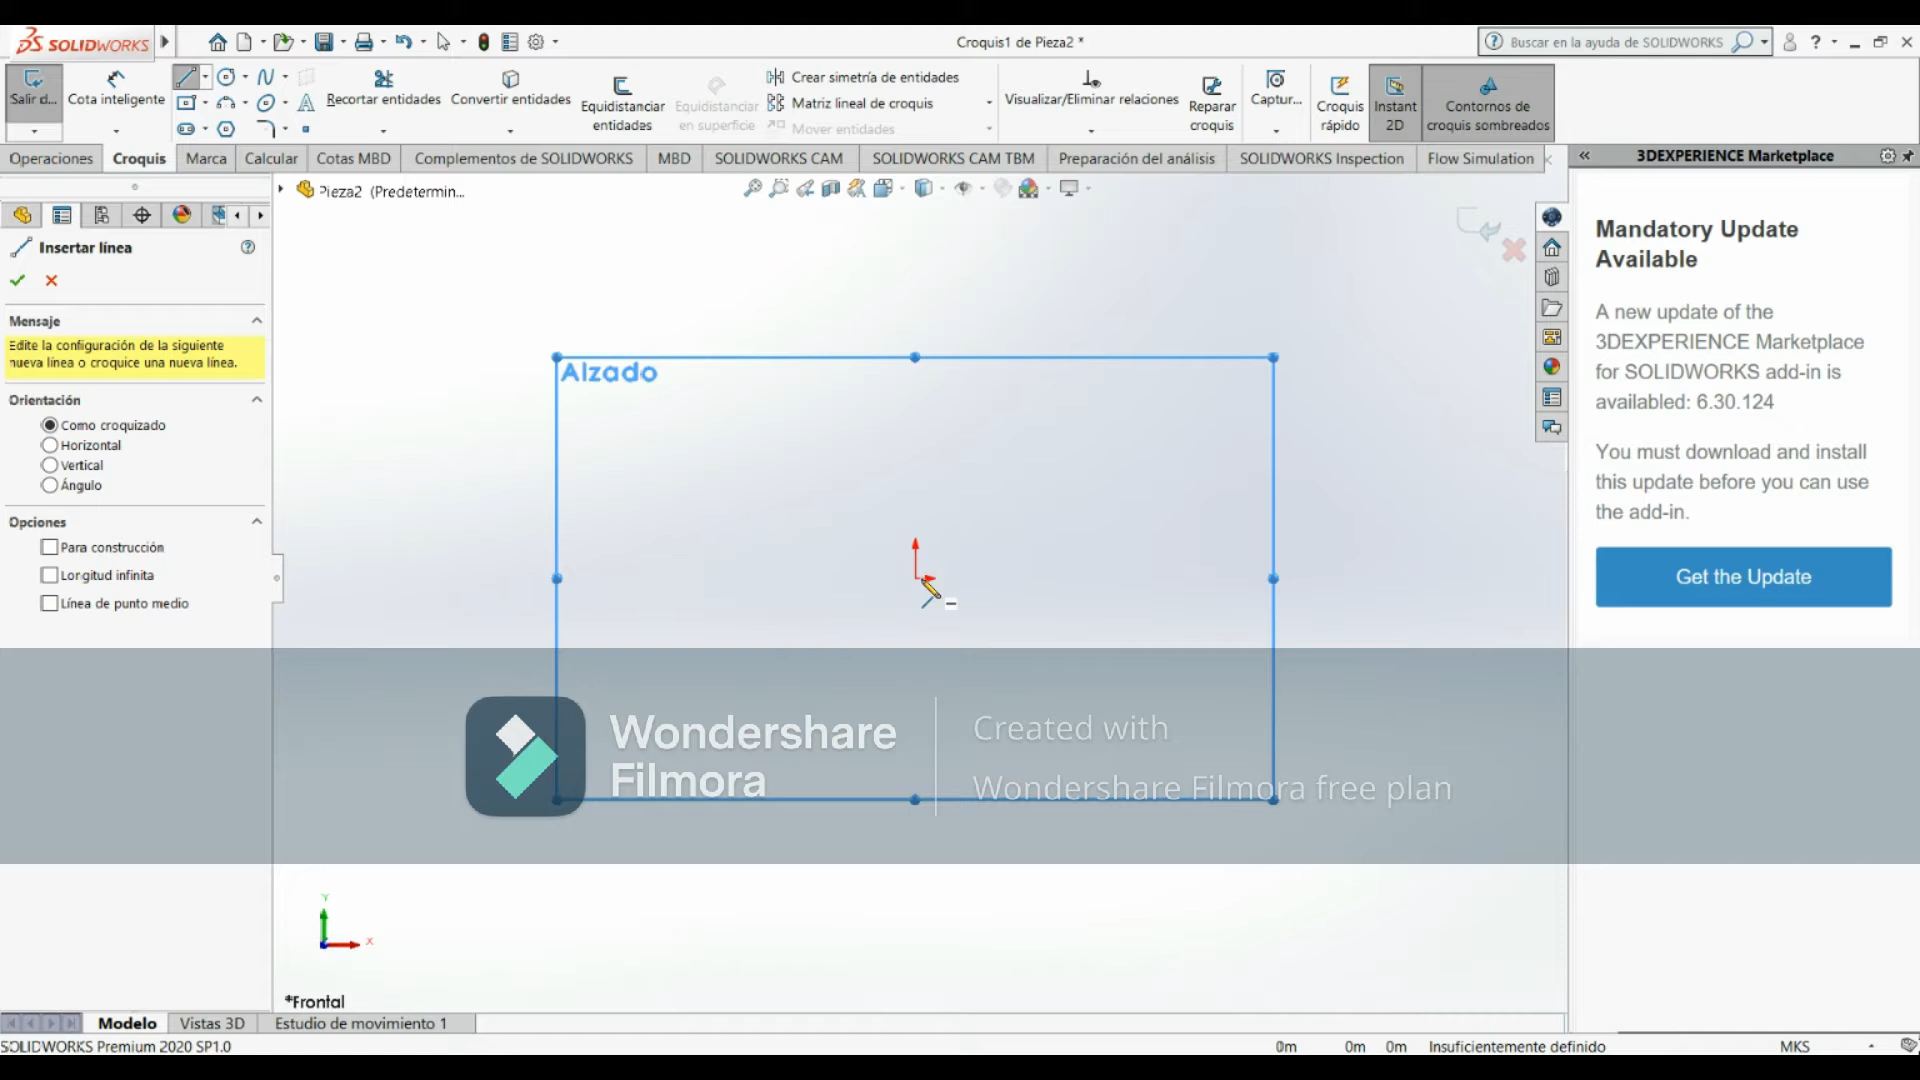 SOLIDWORKS
Croquis1 de Pieza2 *
Buscar en la ayuda de SOLIDWORKS
Salir d...
Cota inteligente
Recortar entidades
Convertir entidades
Equidistanciar
entidades
Equidistanciar
en superficie
Crear simetría de entidades
Matriz lineal de croquis
Mover entidades
Visualizar/Eliminar relaciones
Reparar
croquis
Captur...
Croquis
rápido
Instant
2D
Contornos de
croquis sombreados
Operaciones
Croquis
Marca
Calcular
Cotas MBD
Complementos de SOLIDWORKS
MBD
SOLIDWORKS CAM
SOLIDWORKS CAM TBM
Preparación del análisis
SOLIDWORKS Inspection
Flow Simulation
3DEXPERIENCE Marketplace
Pieza2 (Predetermin...
Insertar línea
Mensaje
Edite la configuración de la siguiente
nueva línea o croquice una nueva línea.
Orientación
Como croquizado
Horizontal
Vertical
Ángulo
Opciones
Para construcción
Longitud infinita
Línea de punto medio
Alzado
Mandatory Update
Available
A new update of the
3DEXPERIENCE Marketplace
for SOLIDWORKS add-in is
availabled: 6.30.124
You must download and install
this update before you can use
the add-in.
Get the Update
Wondershare
Filmora
Created with
Wondershare Filmora free plan
Y
X
*Frontal
Modelo
Vistas 3D
Estudio de movimiento 1
SOLIDWORKS Premium 2020 SP1.0
0m
0m
0m
Insuficientemente definido
MKS